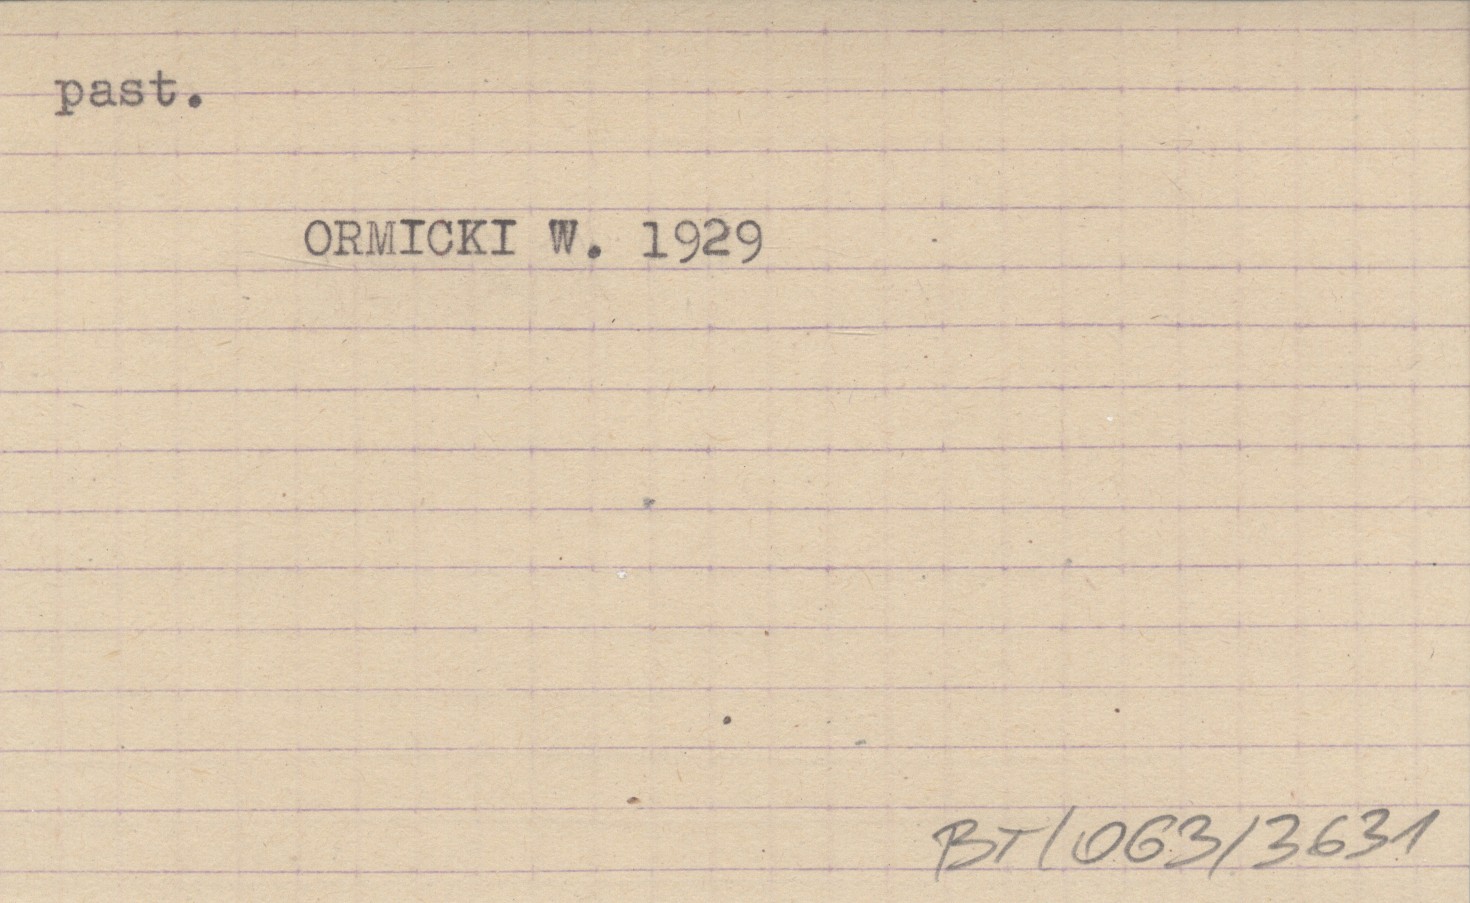 past.
ORMICKI W. 1929
BT/063/3631